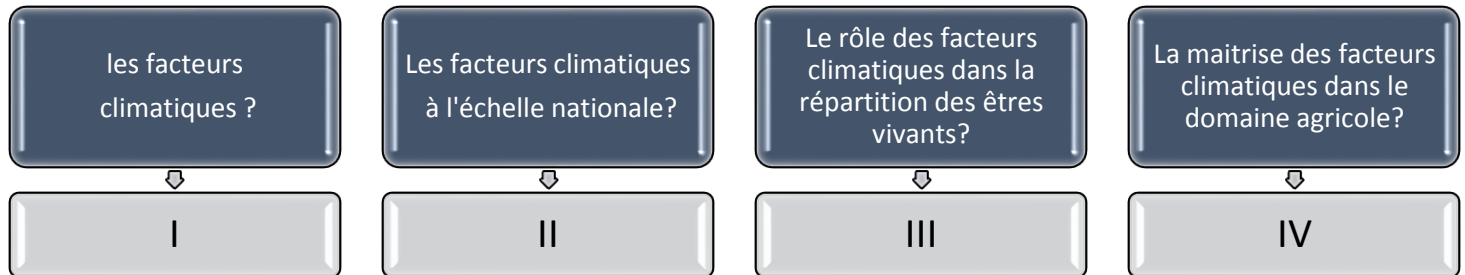 les facteurs
climatiques ?
I
Les facteurs climatiques
à l'échelle nationale?
II
Le rôle des facteurs
climatiques dans la
répartition des êtres
vivants?
III
La maitrise des facteurs
climatiques dans le
domaine agricole?
IV